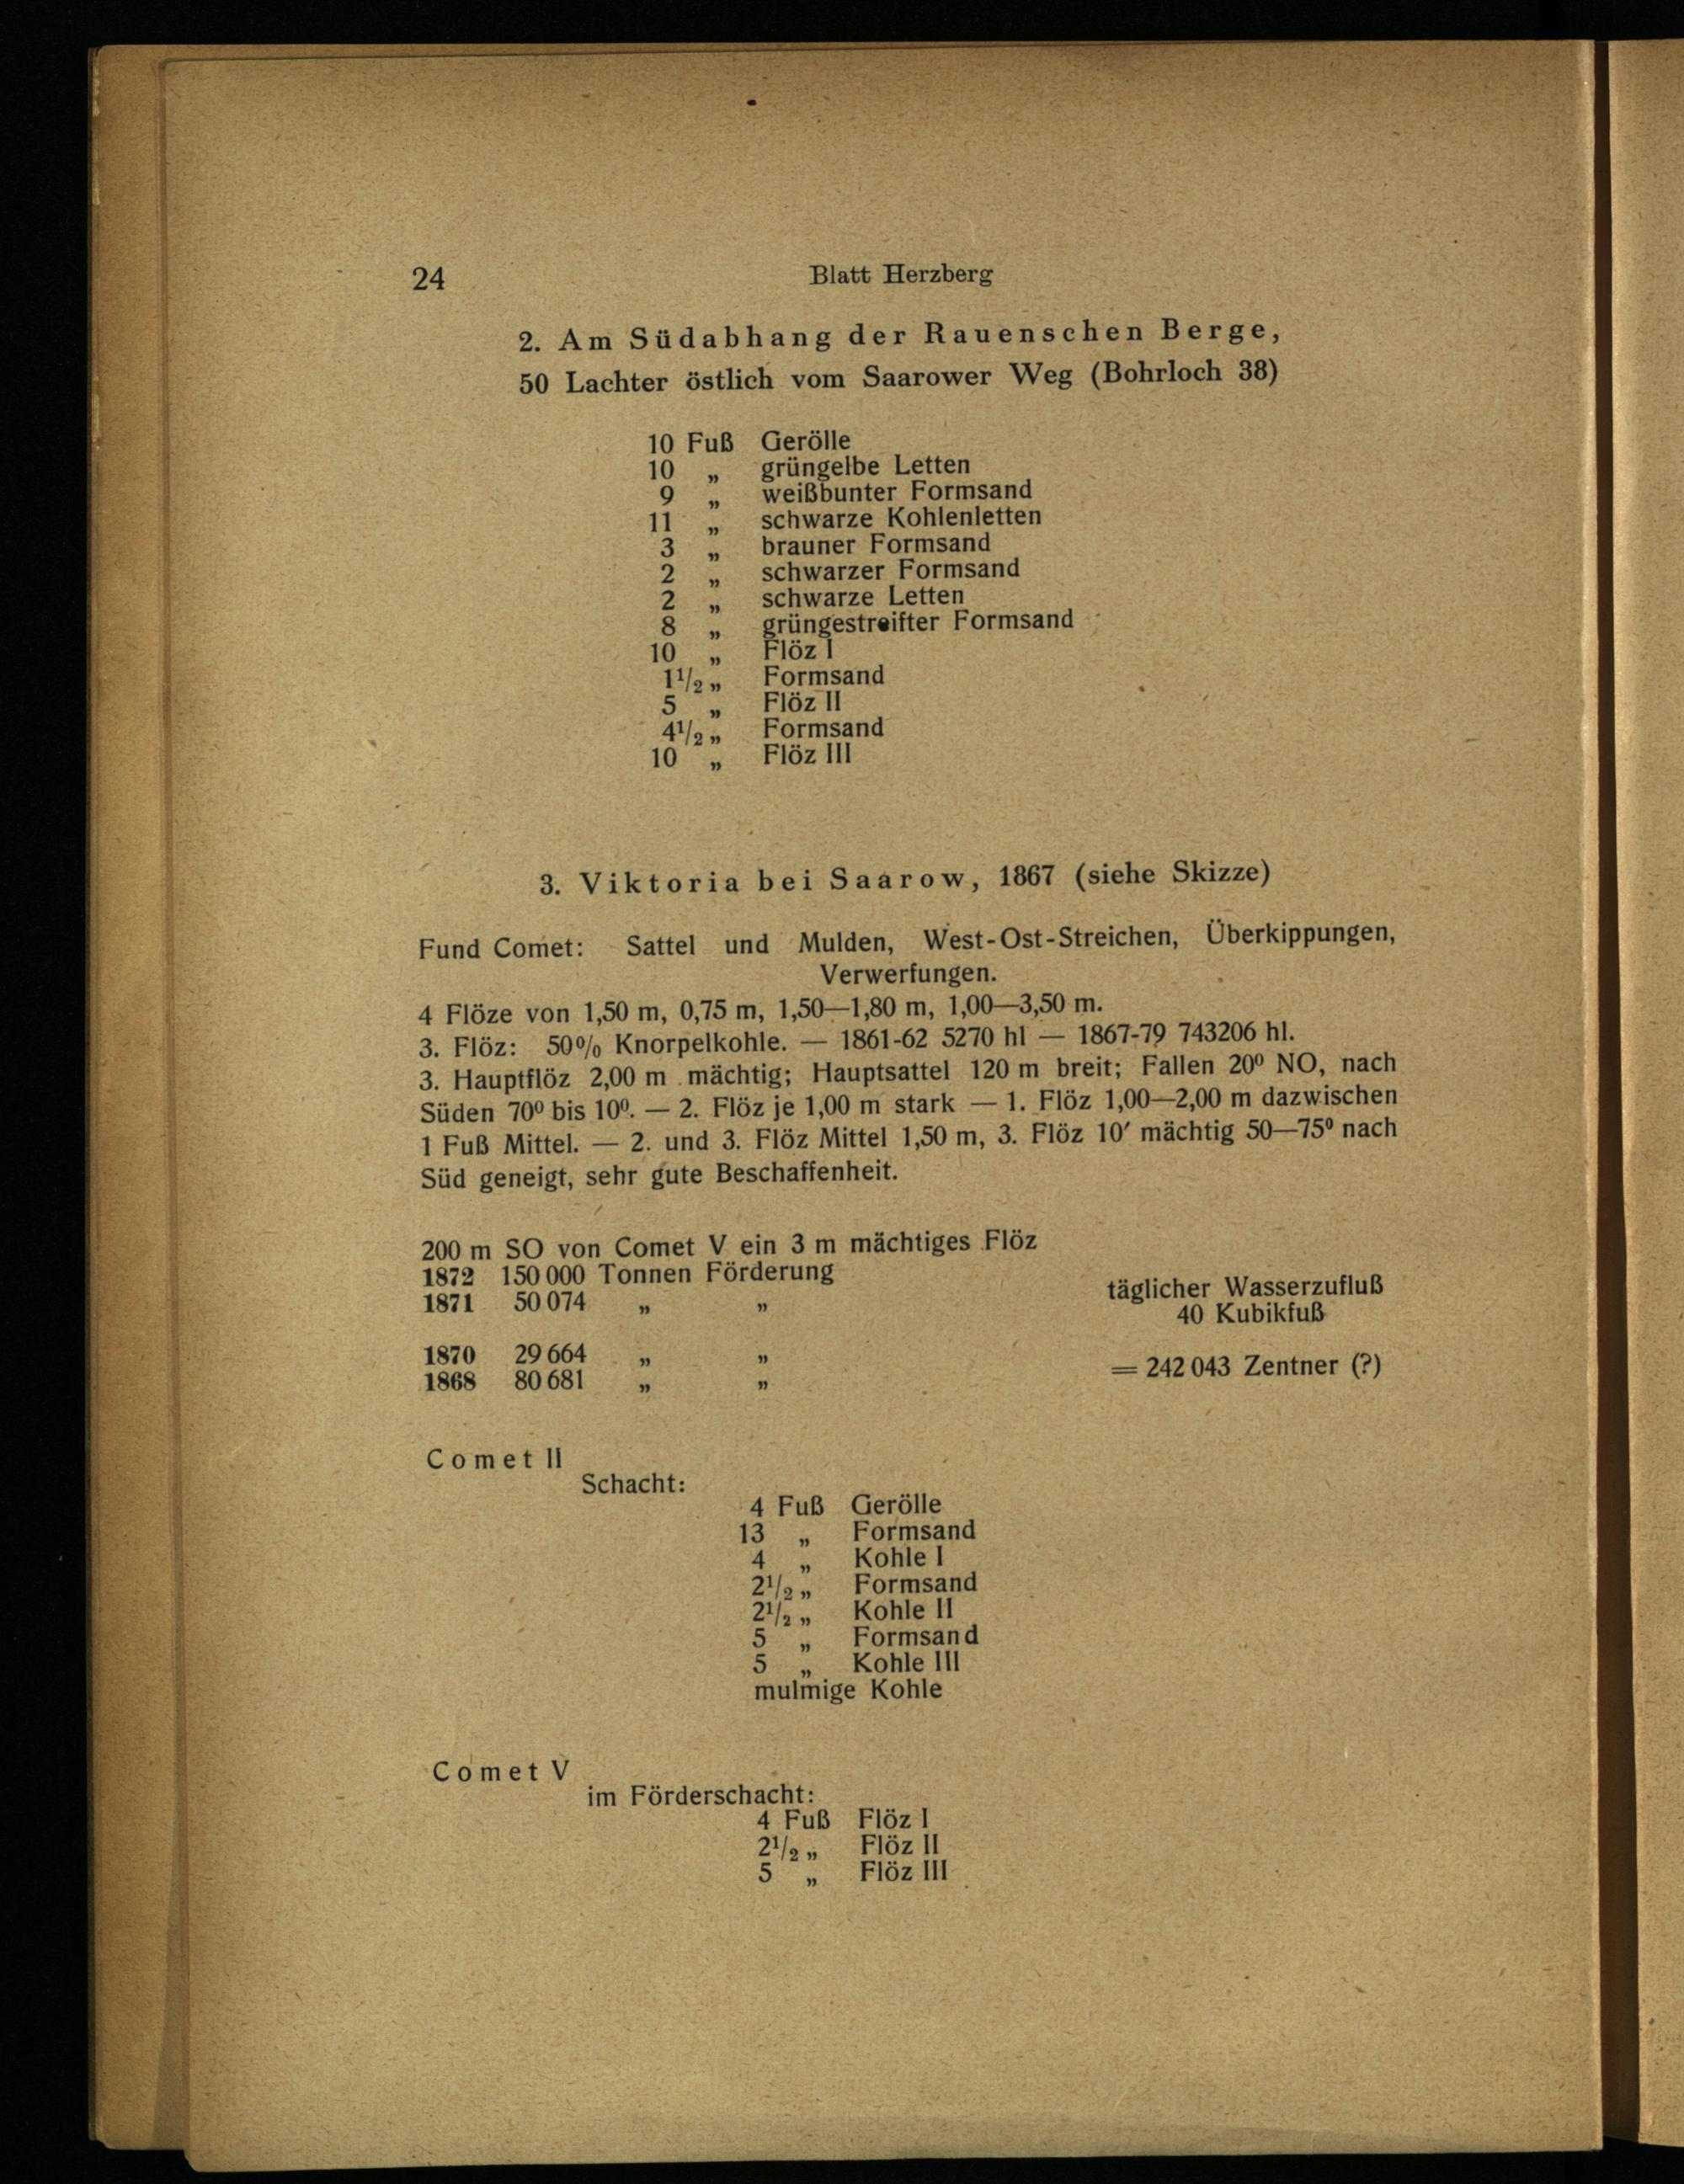 24
Blatt Herzberg
2. Am Südabhang der Rauenschen Berge,
50 Lachter östlich vom Saarower Weg (Bohrloch 38)
10 Fuß Gerölle
10 „ grüngelbe Letten
9 „ weißbunter Formsand
11 „ schwarze Kohlenletten
3 „ brauner Formsand
2 „ schwarzer Formsand
2 „ schwarze Letten
8 „ grüngestreifter Formsand
10 „ Flöz I
1¹/₂ „ Formsand
5 „ Flöz II
4¹/₂ „ Formsand
10 „ Flöz III
3. Viktoria bei Saarow, 1867 (siehe Skizze)
Fund Comet: Sattel und Mulden, West-Ost-Streichen, Überkippungen,
Verwerfungen.
4 Flöze von 1,50 m, 0,75 m, 1,50—1,80 m, 1,00—3,50 m.
3. Flöz: 50% Knorpelkohle. — 1861-62 5270 hl — 1867-79 743206 hl.
3. Hauptflöz 2,00 m mächtig; Hauptsattel 120 m breit; Fallen 20⁰ NO, nach
Süden 70⁰ bis 10⁰. — 2. Flöz je 1,00 m stark — 1. Flöz 1,00—2,00 m dazwischen
1 Fuß Mittel. — 2. und 3. Flöz Mittel 1,50 m, 3. Flöz 10′ mächtig 50—75⁰ nach
Süd geneigt, sehr gute Beschaffenheit.
200 m SO von Comet V ein 3 m mächtiges Flöz
1872 150 000 Tonnen Förderung
1871 50 074 „ „
täglicher Wasserzufluß
40 Kubikfuß
1870 29 664 „ „
1868 80 681 „ „
= 242 043 Zentner (?)
Comet II
Schacht:
4 Fuß Gerölle
13 „ Formsand
4 „ Kohle I
2¹/₂ „ Formsand
2¹/₂ „ Kohle II
5 „ Formsand
5 „ Kohle III
mulmige Kohle
Comet V
im Förderschacht:
4 Fuß Flöz I
2¹/₂ „ Flöz II
5 „ Flöz III